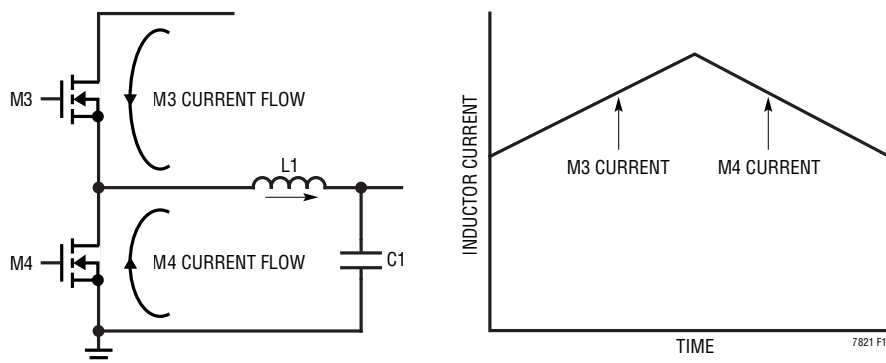 M3
M3 CURRENT FLOW
L1
M4
M4 CURRENT FLOW
C1
INDUCTOR CURRENT
M3 CURRENT
M4 CURRENT
TIME
7821 F1